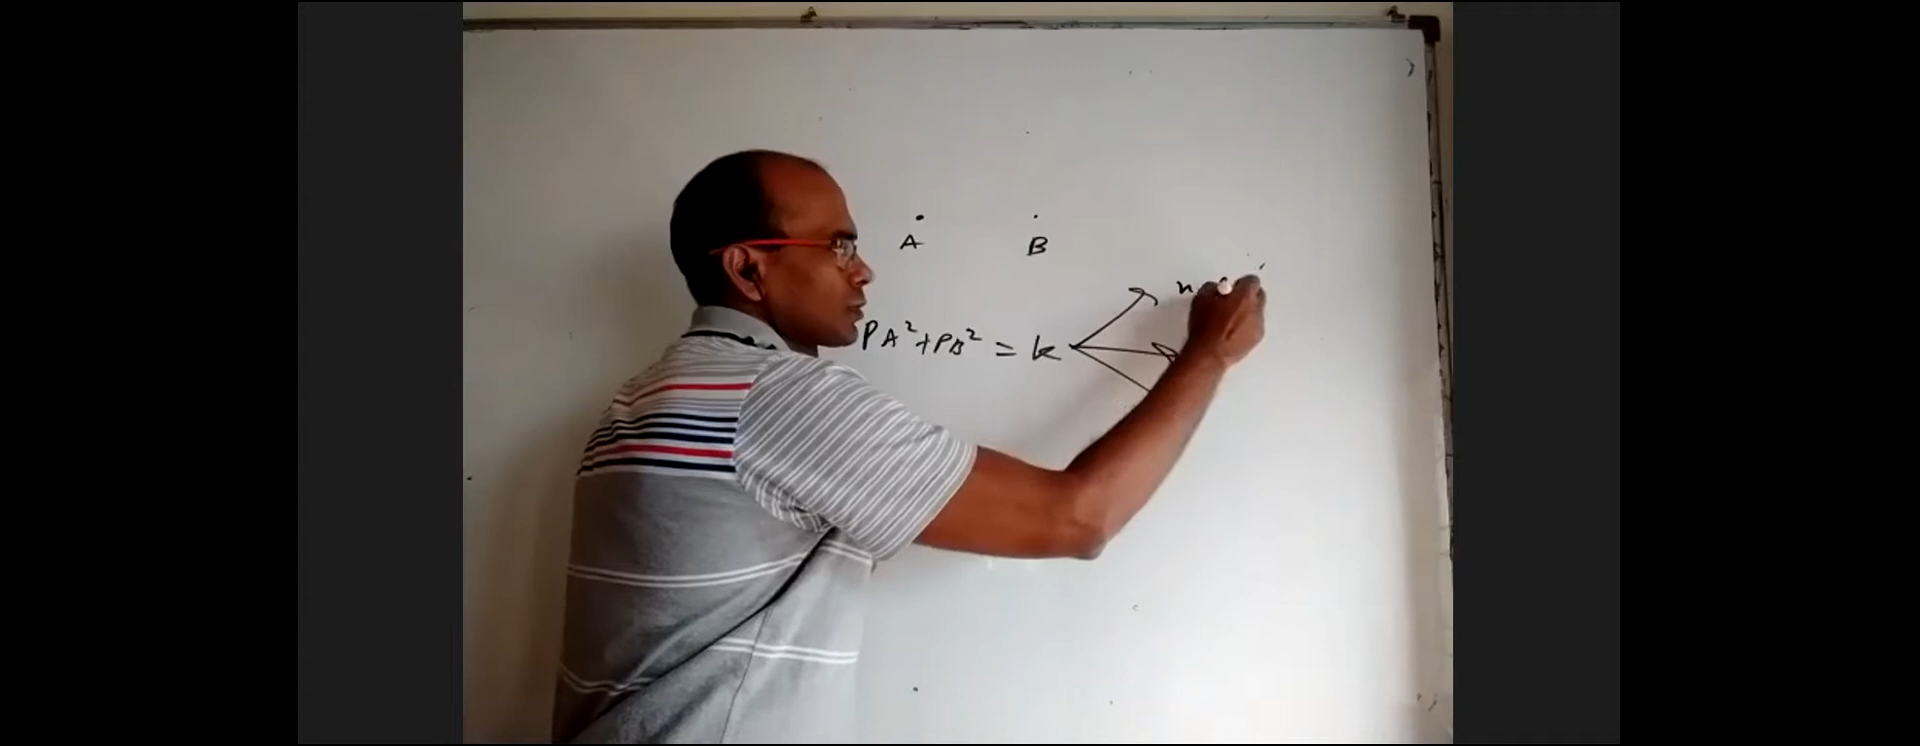 A B
PA²+PB² = k